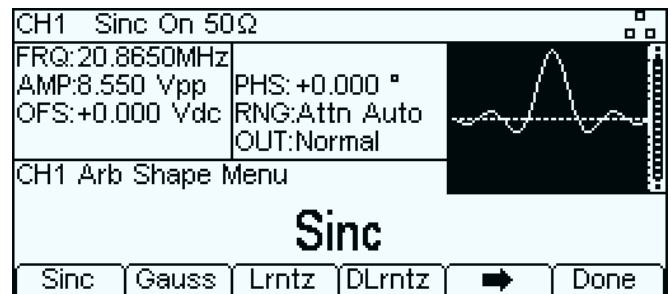 CH1 Sinc On 50Ω
FRQ:20.8650MHz
AMP:8.550 Vpp
OFS:+0.000 Vdc
PHS:+0.000 °
RNG:Attn Auto
OUT:Normal
CH1 Arb Shape Menu
Sinc
Sinc Gauss Lrntz DLrntz ➡ Done